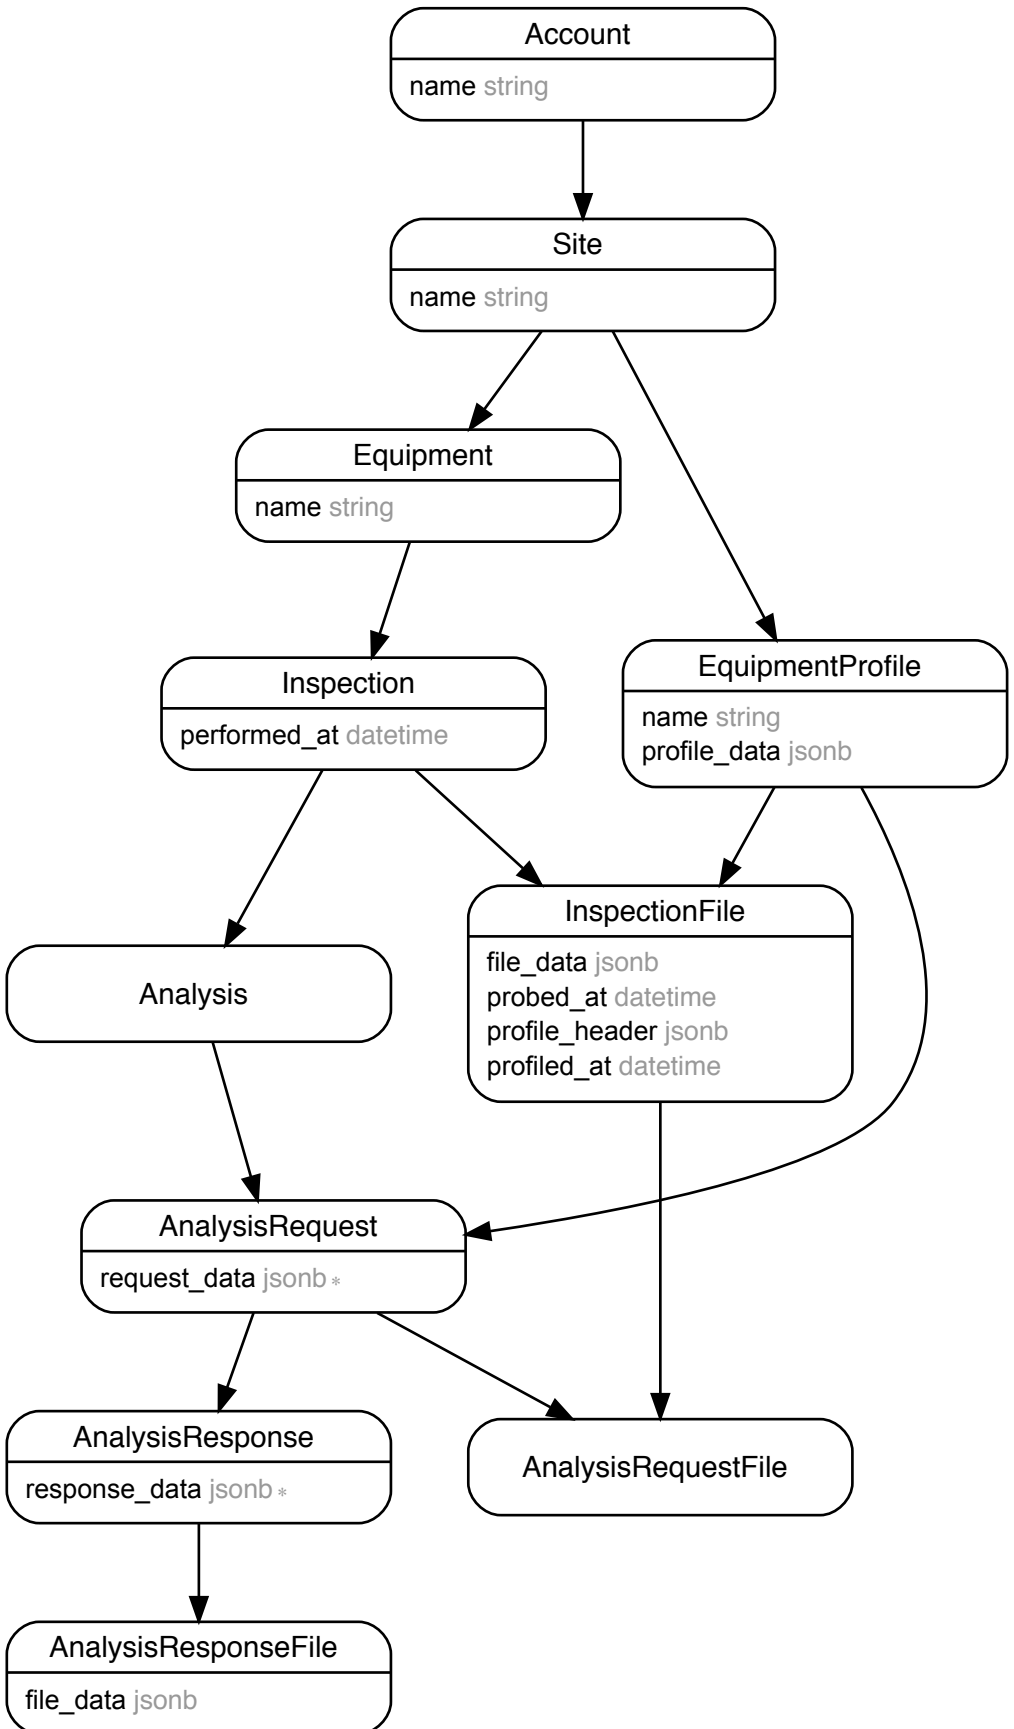 Account
name string
Site
name string
Equipment
name string
EquipmentProfile
name string
profile_data jsonb
Inspection
performed_at datetime
InspectionFile
file_data jsonb
probed_at datetime
profile_header jsonb
profiled_at datetime
Analysis
AnalysisRequest
request_data jsonb *
AnalysisResponse
response_data jsonb *
AnalysisRequestFile
AnalysisResponseFile
file_data jsonb